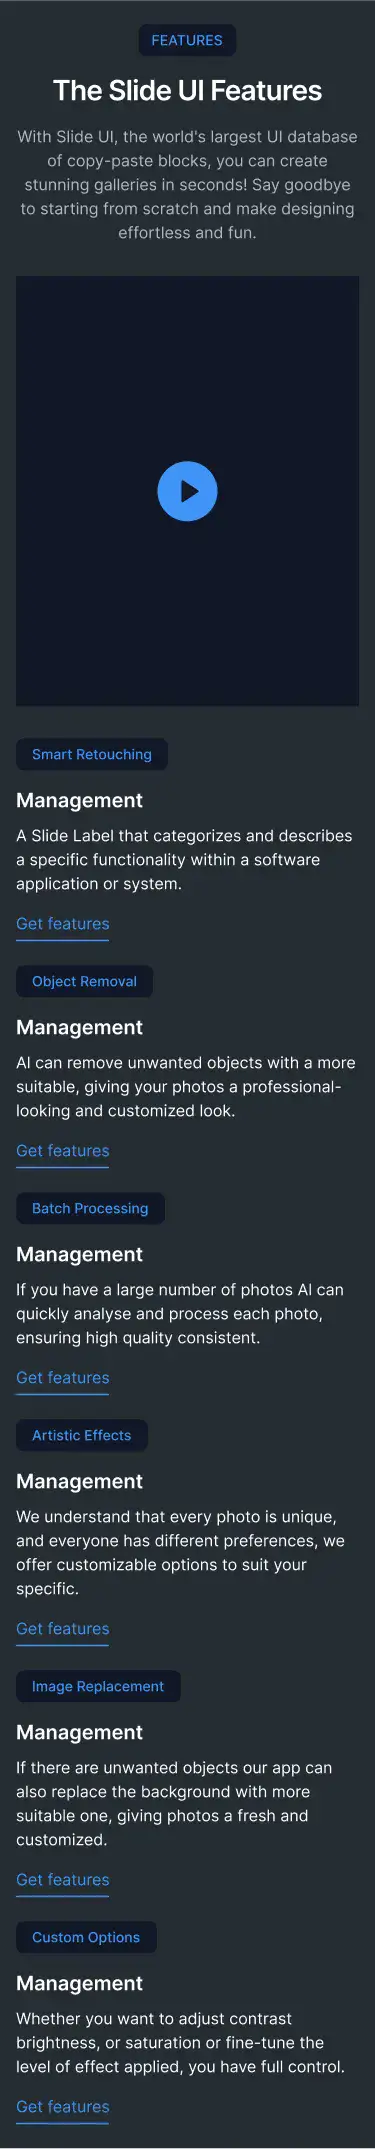 FEATURES
The Slide UI Features
With Slide UI, the world's largest UI database
of copy-paste blocks, you can create
stunning galleries in seconds! Say goodbye
to starting from scratch and make designing
effortless and fun.
Smart Retouching
Management
A Slide Label that categorizes and describes
a specific functionality within a software
application or system.
Get features
Object Removal
Management
AI can remove unwanted objects with a more
suitable, giving your photos a professional-
looking and customized look.
Get features
Batch Processing
Management
If you have a large number of photos AI can
quickly analyse and process each photo,
ensuring high quality consistent.
Get features
Artistic Effects
Management
We understand that every photo is unique,
and everyone has different preferences, we
offer customizable options to suit your
specific.
Get features
Image Replacement
Management
If there are unwanted objects our app can
also replace the background with more
suitable one, giving photos a fresh and
customized.
Get features
Custom Options
Management
Whether you want to adjust contrast
brightness, or saturation or fine-tune the
level of effect applied, you have full control.
Get features